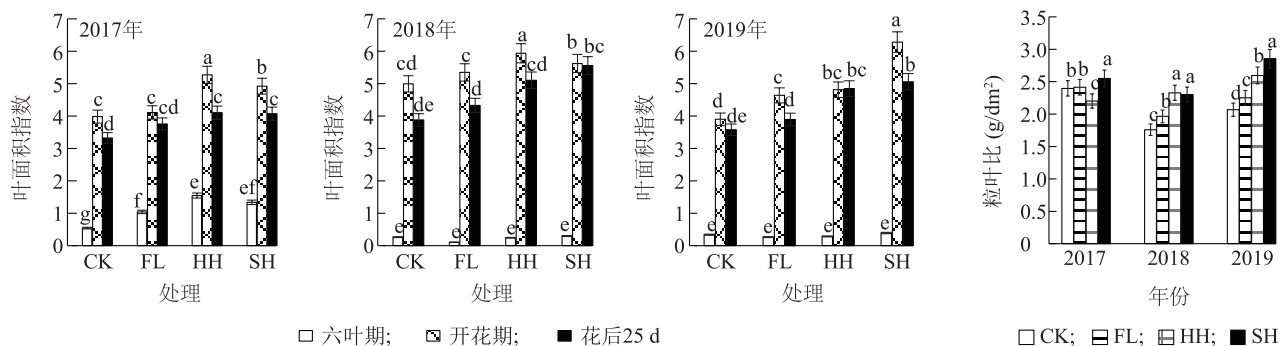 2017年
叶面积指数
7
6
5
4
3
2
1
0
g c d
f c cd
e a c
ef b c
CK FL HH SH
处理
2018年
叶面积指数
7
6
5
4
3
2
1
0
e cd de
e c d
e a cd
e b bc
CK FL HH SH
处理
2019年
叶面积指数
7
6
5
4
3
2
1
0
e d de
e c d
e bc bc
e a b
CK FL HH SH
处理
六叶期; 开花期; 花后25 d
粒叶比 (g/dm²)
3.5
3.0
2.5
2.0
1.5
1.0
0.5
0
b b c a
c b a a
d c b a
2017 2018 2019
年份
CK; FL; HH; SH